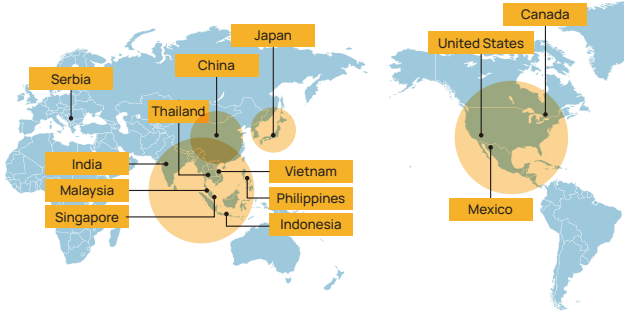 Canada
Japan
United States
China
Serbia
Thailand
India
Vietnam
Malaysia
Philippines
Mexico
Singapore
Indonesia